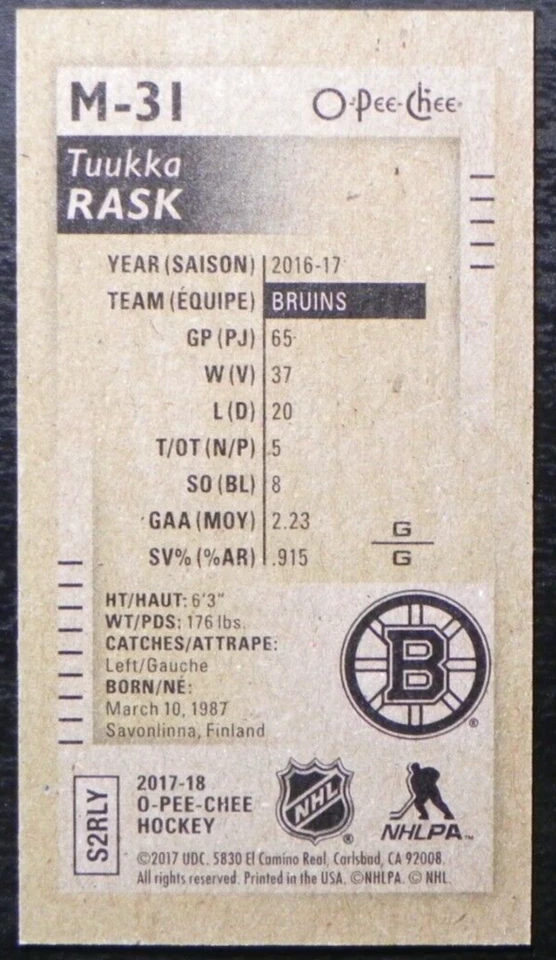 M-31
O-Pee-Chee
Tuukka
RASK
YEAR (SAISON) 2016-17
TEAM (ÉQUIPE) BRUINS
GP (PJ) 65
W (V) 37
L (D) 20
T/OT (N/P) 5
SO (BL) 8
GAA (MOY) 2.23
SV% (%AR) .915
G
G
HT/HAUT: 6'3"
WT/PDS: 176 lbs.
CATCHES/ATTRAPE:
Left/Gauche
BORN/NÉ:
March 10, 1987
Savonlinna, Finland
B
®
S2RLY
2017-18
O-PEE-CHEE
HOCKEY
NHL
®
NHLPA™
©2017 UDC. 5830 El Camino Real, Carlsbad, CA 92008.
All rights reserved. Printed in the USA. ©NHLPA. © NHL.